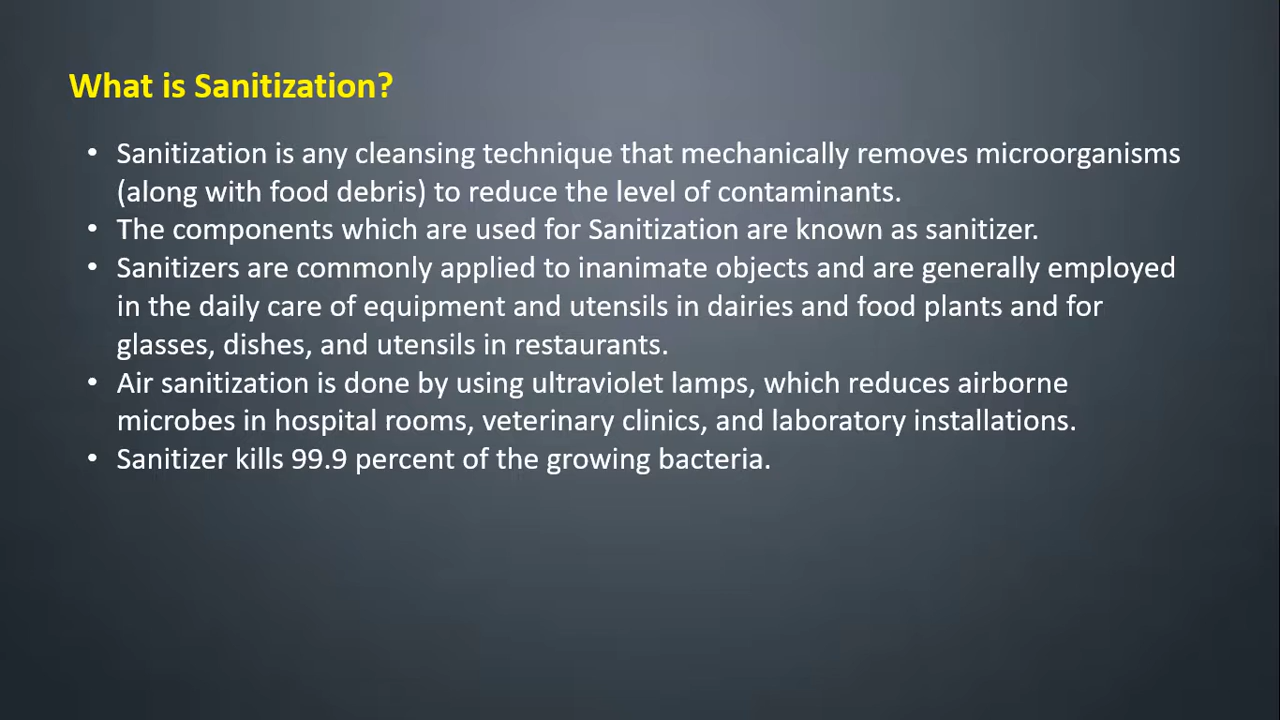 What is Sanitization?
• Sanitization is any cleansing technique that mechanically removes microorganisms
(along with food debris) to reduce the level of contaminants.
• The components which are used for Sanitization are known as sanitizer.
• Sanitizers are commonly applied to inanimate objects and are generally employed
in the daily care of equipment and utensils in dairies and food plants and for
glasses, dishes, and utensils in restaurants.
• Air sanitization is done by using ultraviolet lamps, which reduces airborne
microbes in hospital rooms, veterinary clinics, and laboratory installations.
• Sanitizer kills 99.9 percent of the growing bacteria.